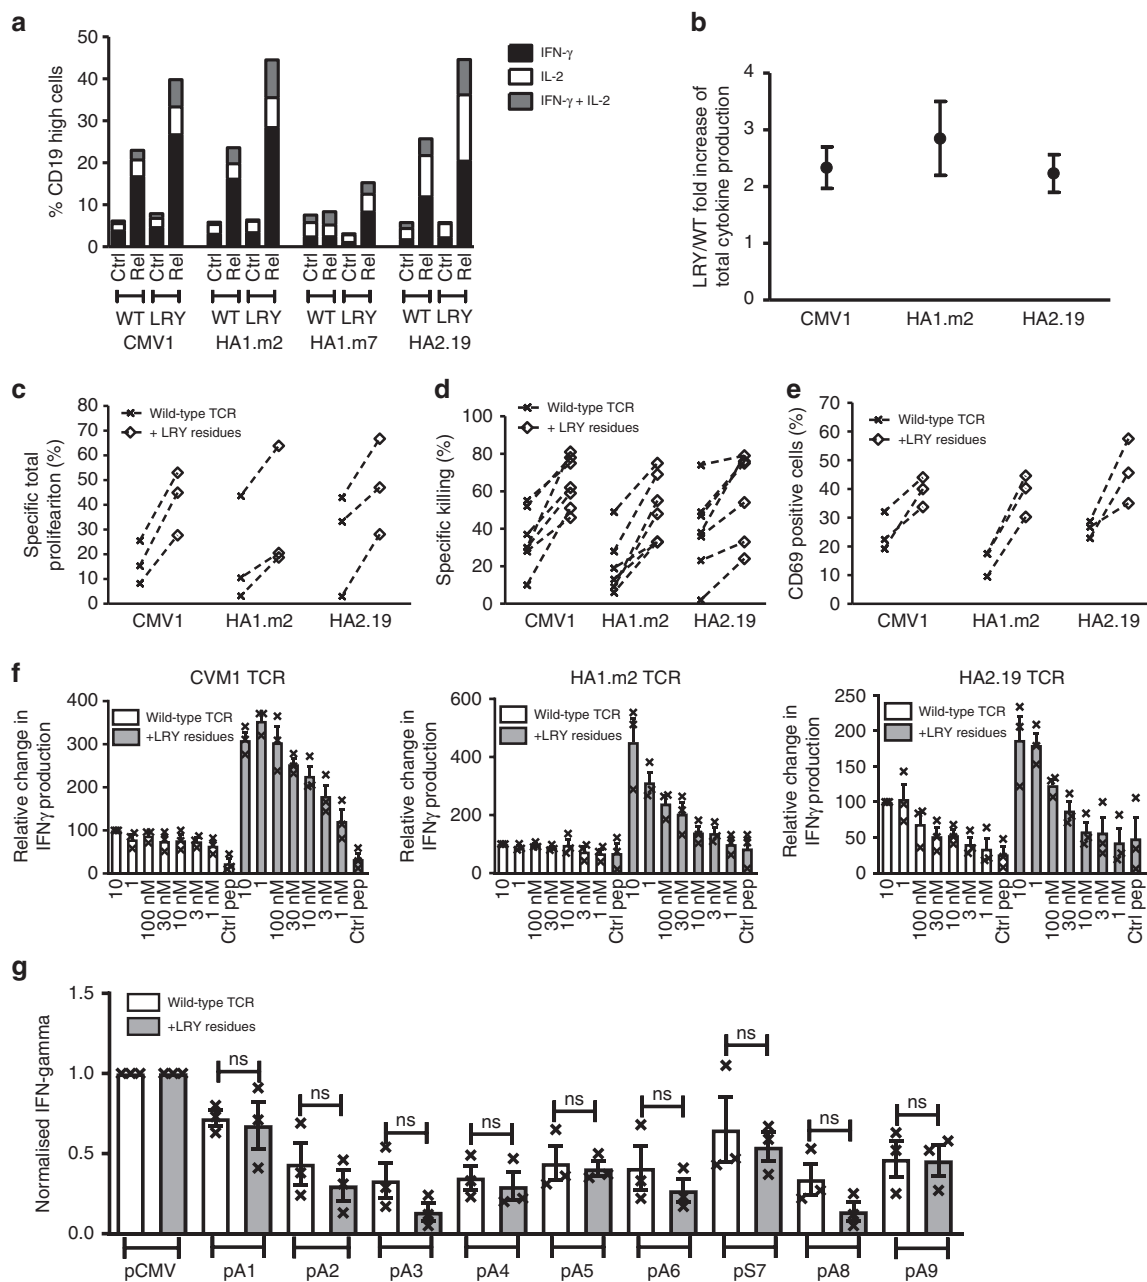 a
50
40
30
20
10
0
% CD19 high cells
IFN-γ
IL-2
IFN-γ + IL-2
Ctrl Rel Ctrl Rel Ctrl Rel Ctrl Rel Ctrl Rel Ctrl Rel Ctrl Rel Ctrl Rel
WT LRY WT LRY WT LRY WT LRY
CMV1 HA1.m2 HA1.m7 HA2.19
b
4
3
2
1
0
LRY/WT fold increase of
total cytokine production
CMV1 HA1.m2 HA2.19
c
80
70
60
50
40
30
20
10
0
Specific total
prolifeariton (%)
Wild-type TCR
+ LRY residues
CMV1 HA1.m2 HA2.19
d
100
80
60
40
20
0
Specific killing (%)
Wild-type TCR
+ LRY residues
CMV1 HA1.m2 HA2.19
e
70
60
50
40
30
20
10
0
CD69 positive cells (%)
Wild-type TCR
+LRY residues
CMV1 HA1.m2 HA2.19
f
CVM1 TCR
400
300
200
100
0
Relative change in
IFNγ production
Wild-type TCR
+LRY residues
10 1 100 nM 30 nM 10 nM 3 nM 1 nM Ctrl pep 10 1 100 nM 30 nM 10 nM 3 nM 1 nM Ctrl pep
HA1.m2 TCR
600
400
200
0
Relative change in
IFNγ production
Wild-type TCR
+LRY residues
10 1 100 nM 30 nM 10 nM 3 nM 1 nM Ctrl pep 10 1 100 nM 30 nM 10 nM 3 nM 1 nM Ctrl pep
HA2.19 TCR
250
200
150
100
50
0
Relative change in
IFNγ production
Wild-type TCR
+LRY residues
10 1 100 nM 30 nM 10 nM 3 nM 1 nM Ctrl pep 10 1 100 nM 30 nM 10 nM 3 nM 1 nM Ctrl pep
g
1.5
1.0
0.5
0.0
Normalised IFN-gamma
Wild-type TCR
+LRY residues
ns ns ns ns ns ns ns ns ns
pCMV pA1 pA2 pA3 pA4 pA5 pA6 pS7 pA8 pA9